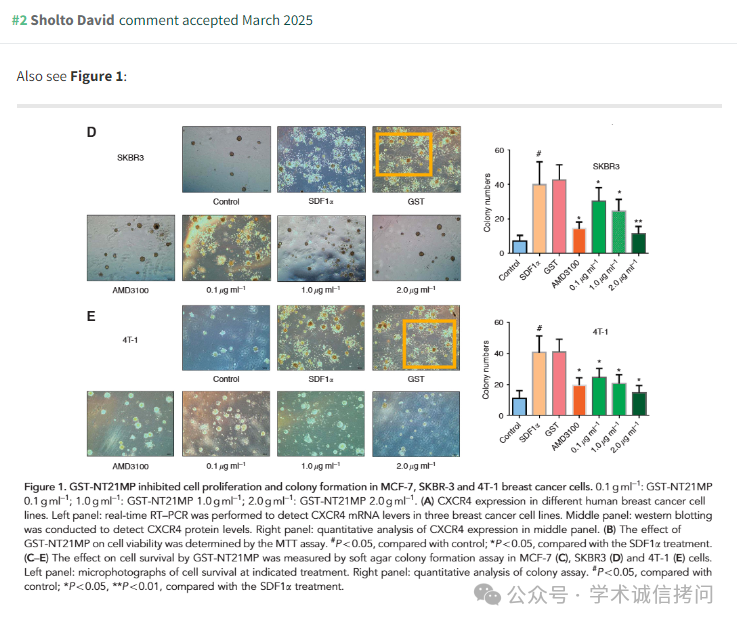 #2 Sholto David comment accepted March 2025
Also see Figure 1:
D
SKBR3
Control
SDF1α
GST
AMD3100
0.1 μg ml⁻¹
1.0 μg ml⁻¹
2.0 μg ml⁻¹
60
40
20
0
Colony numbers
SKBR3
#
*
*
*
**
Control
SDF1α
GST
AMD3100
0.1 μg ml⁻¹
1.0 μg ml⁻¹
2.0 μg ml⁻¹
E
4T-1
Control
SDF1α
GST
AMD3100
0.1 μg ml⁻¹
1.0 μg ml⁻¹
2.0 μg ml⁻¹
60
40
20
0
Colony numbers
4T-1
#
*
*
*
*
Control
SDF1α
GST
AMD3100
0.1 μg ml⁻¹
1.0 μg ml⁻¹
2.0 μg ml⁻¹
Figure 1. GST-NT21MP inhibited cell proliferation and colony formation in MCF-7, SKBR-3 and 4T-1 breast cancer cells. 0.1 g ml⁻¹: GST-NT21MP
0.1 g ml⁻¹; 1.0 g ml⁻¹: GST-NT21MP 1.0 g ml⁻¹; 2.0 g ml⁻¹: GST-NT21MP 2.0 g ml⁻¹. (A) CXCR4 expression in different human breast cancer cell
lines. Left panel: real-time RT–PCR was performed to detect CXCR4 mRNA levers in three breast cancer cell lines. Middle panel: western blotting
was conducted to detect CXCR4 protein levels. Right panel: quantitative analysis of CXCR4 expression in middle panel. (B) The effect of
GST-NT21MP on cell viability was determined by the MTT assay. #P<0.05, compared with control; *P<0.05, compared with the SDF1α treatment.
(C–E) The effect on cell survival by GST-NT21MP was measured by soft agar colony formation assay in MCF-7 (C), SKBR3 (D) and 4T-1 (E) cells.
Left panel: microphotographs of cell survival at indicated treatment. Right panel: quantitative analysis of colony assay. #P<0.05, compared with
control; *P<0.05, **P<0.01, compared with the SDF1α treatment.
公众号 · 学术诚信拷问